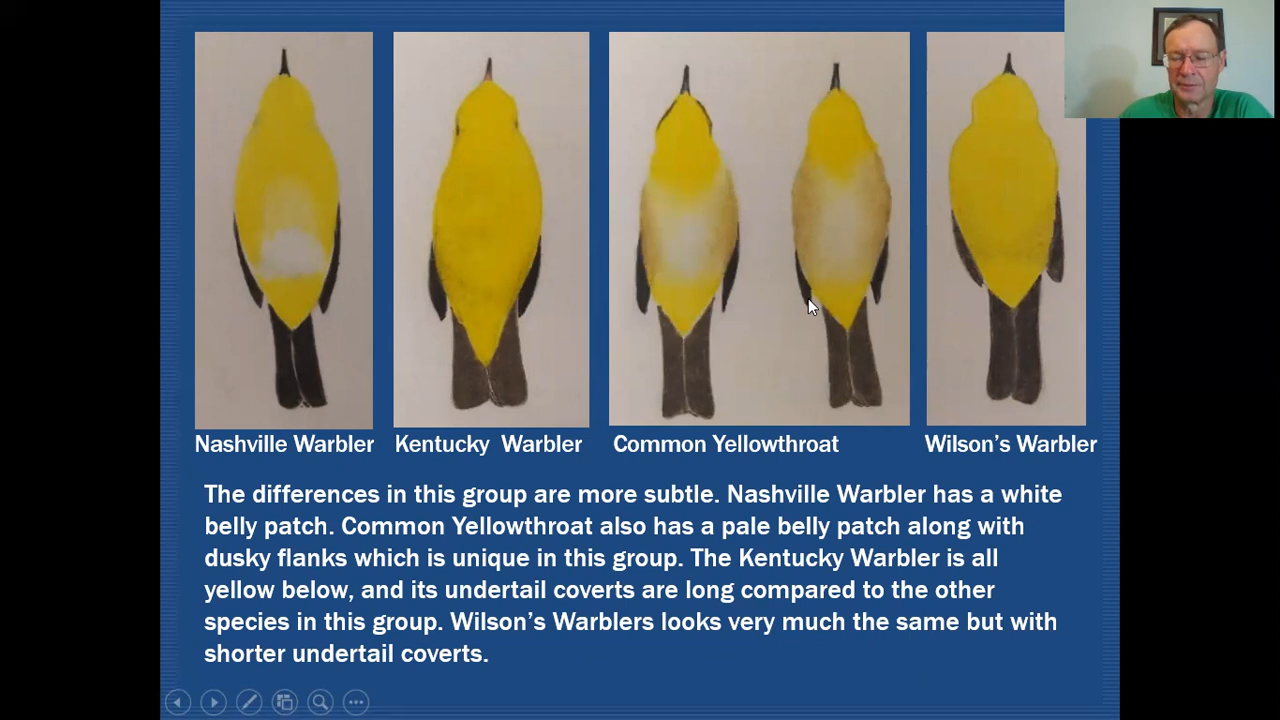 Nashville Warbler
Kentucky Warbler
Common Yellowthroat
Wilson's Warbler
The differences in this group are more subtle. Nashville Warbler has a white
belly patch. Common Yellowthroat also has a pale belly patch along with
dusky flanks which is unique in this group. The Kentucky Warbler is all
yellow below, and its undertail coverts are long compared to the other
species in this group. Wilson's Warblers looks very much the same but with
shorter undertail coverts.